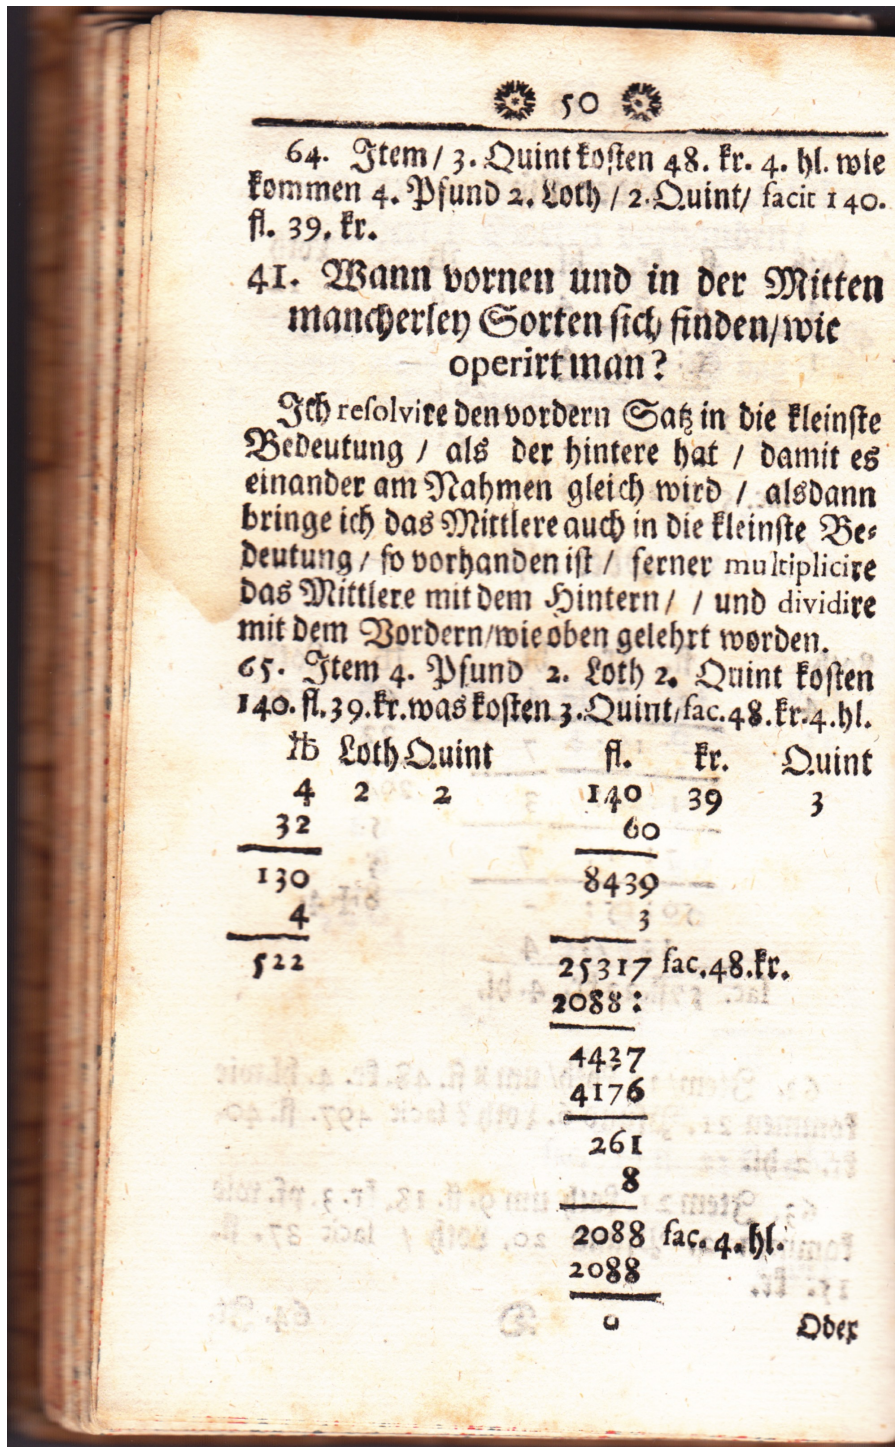 50
64. Item / 3. Quint kosten 48. kr. 4. hl. wie
kommen 4. Pfund 2. Loth / 2. Quint / facit 140.
fl. 39. kr.
41. Wann vornen und in der Mitten
mancherley Sorten sich finden / wie
operirt man?
Ich resolvire den vordern Satz in die kleinste
Bedeutung / als der hintere hat / damit es
einander am Nahmen gleich wird / alsdann
bringe ich das Mittlere auch in die kleinste Be⸗
deutung / so vorhanden ist / ferner multiplicire
das Mittlere mit dem Hintern / / und dividire
mit dem Vordern / wie oben gelehrt worden.
65. Item 4. Pfund 2. Loth 2. Quint kosten
140. fl. 39. kr. was kosten 3. Quint / fac. 48. kr. 4. hl.
℔ Loth Quint fl. kr. Quint
4 2 2 140 39 3
32 60
130 8439
4 3
522 25317 fac. 48. kr.
2088 :
4437
4176
261
8
2088 fac. 4. hl.
2088
0
Oder